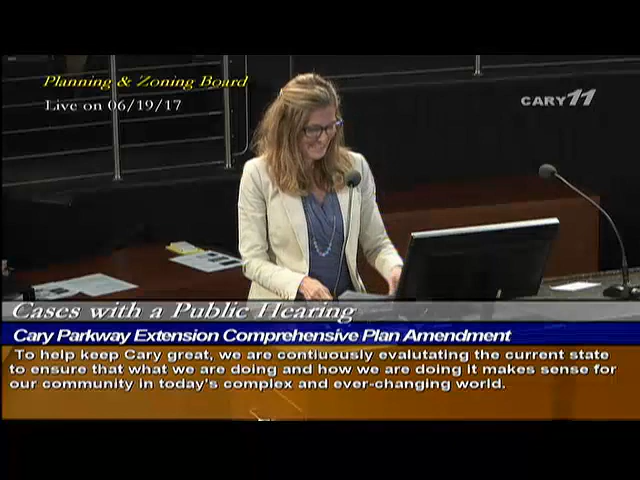 Planning & Zoning Board
Live on 06/19/17
CARY 11
Cases with a Public Hearing
Cary Parkway Extension Comprehensive Plan Amendment
To help keep Cary great, we are contiuously evalutating the current state
to ensure that what we are doing and how we are doing it makes sense for
our community in today's complex and ever-changing world.